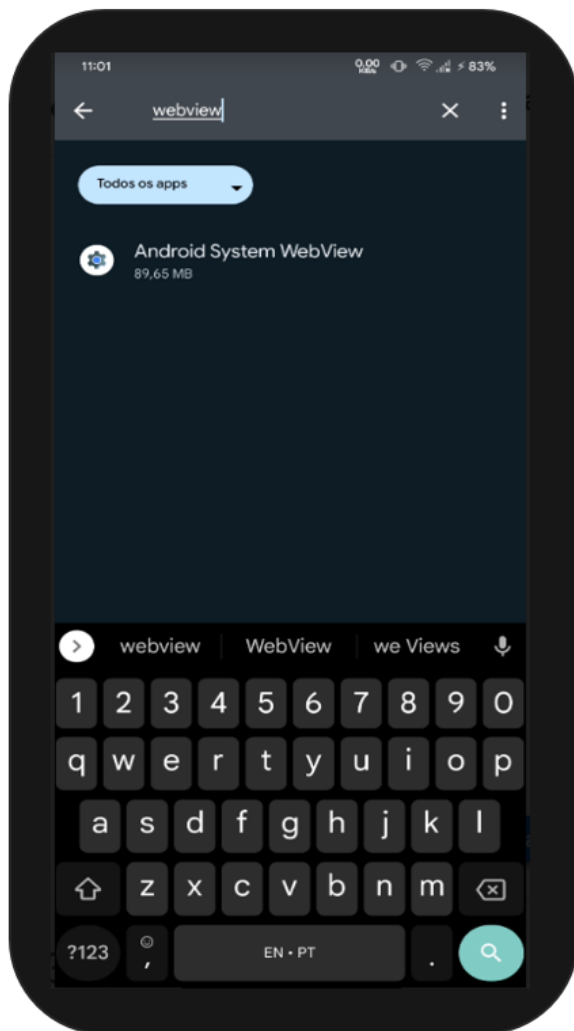 11:01 0,00 KB/s 83%
webview
Todos os apps
Android System WebView
89,65 MB
webview WebView we Views
1 2 3 4 5 6 7 8 9 0
q w e r t y u i o p
a s d f g h j k l
z x c v b n m
?123 , EN • PT .